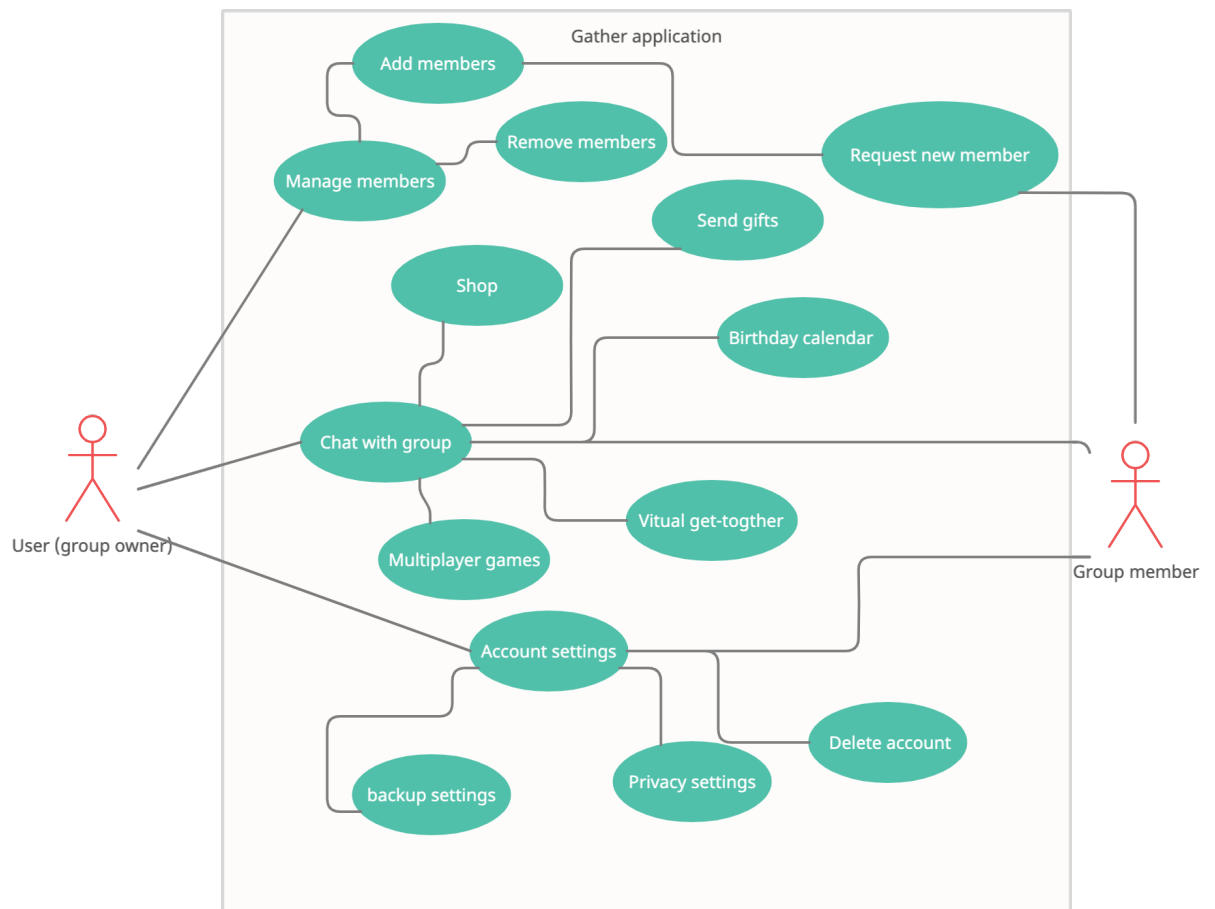 Gather application
Add members
Remove members
Request new member
Manage members
Send gifts
Shop
Birthday calendar
Chat with group
Vitual get-togther
User (group owner)
Multiplayer games
Group member
Account settings
Delete account
Privacy settings
backup settings